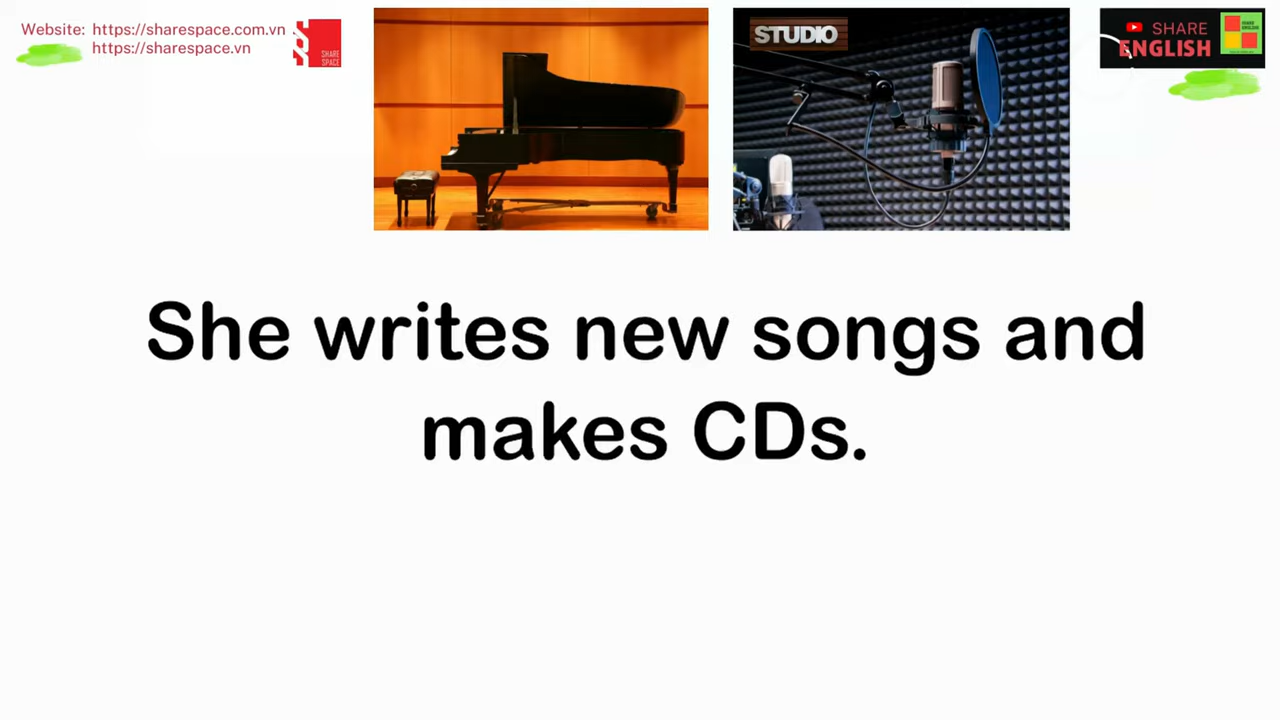 Website: https://sharespace.com.vn
https://sharespace.vn
SHARE
SPACE
STUDIO
SHARE
ENGLISH
She writes new songs and
makes CDs.